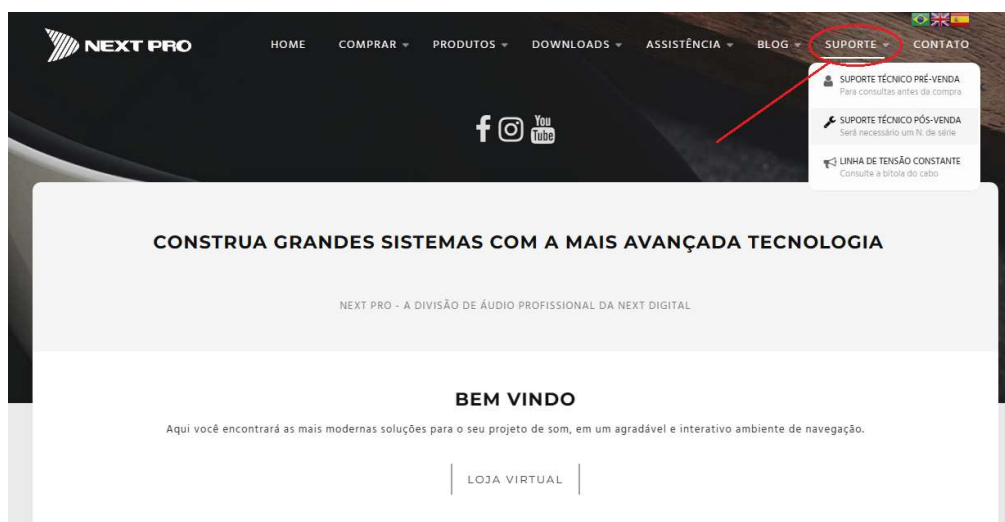 NEXT PRO
HOME COMPRAR PRODUTOS DOWNLOADS ASSISTÊNCIA BLOG SUPORTE CONTATO
SUPORTE TÉCNICO PRÉ-VENDA
Para consultas antes da compra
SUPORTE TÉCNICO PÓS-VENDA
Será necessário um N. de série
LINHA DE TENSÃO CONSTANTE
Consulte a bitola do cabo
f You Tube
CONSTRUA GRANDES SISTEMAS COM A MAIS AVANÇADA TECNOLOGIA
NEXT PRO - A DIVISÃO DE ÁUDIO PROFISSIONAL DA NEXT DIGITAL
BEM VINDO
Aqui você encontrará as mais modernas soluções para o seu projeto de som, em um agradável e interativo ambiente de navegação.
LOJA VIRTUAL